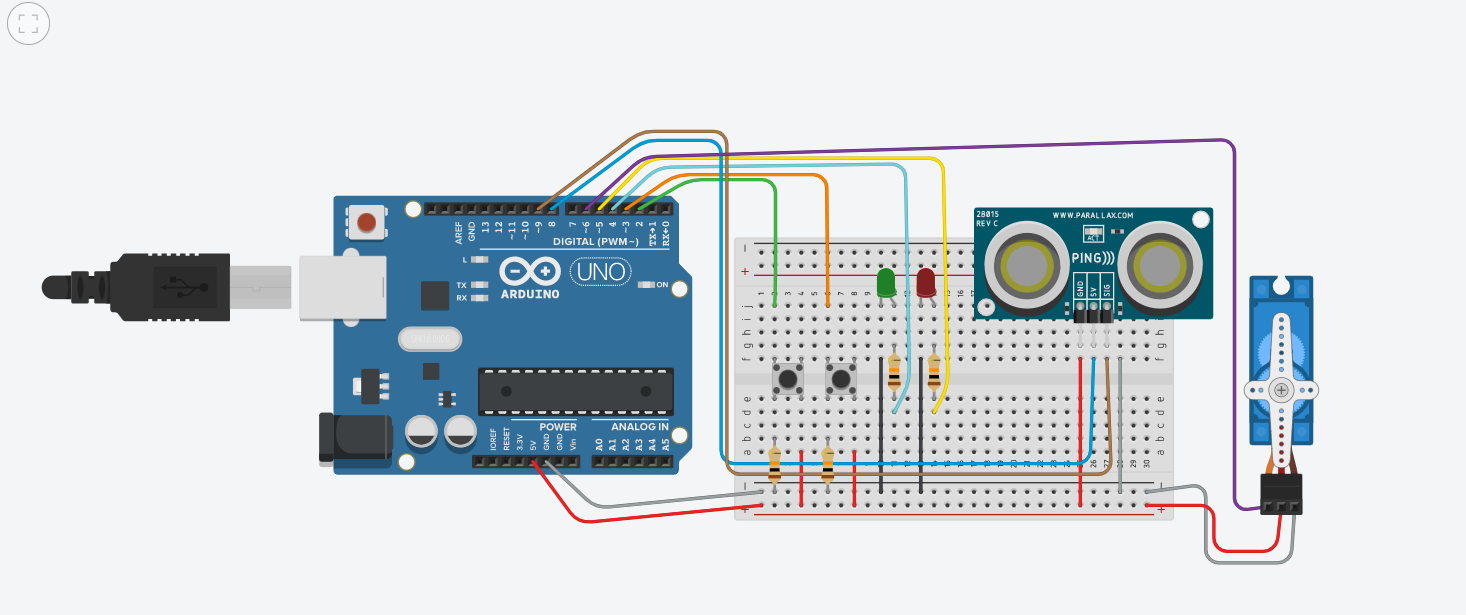 28015
REV C
WWW.PARALLAX.COM
ACT
PING)))
GND
5V
SIG
AREF
GND
13
12
~11
~10
~9
8
7
~6
~5
4
~3
2
TX→1
RX←0
DIGITAL (PWM~)
L
TX
RX
UNO
ON
ARDUINO
POWER
ANALOG IN
IOREF
RESET
3.3V
5V
GND
GND
Vin
A0
A1
A2
A3
A4
A5
j
i
h
g
f
e
d
c
b
a